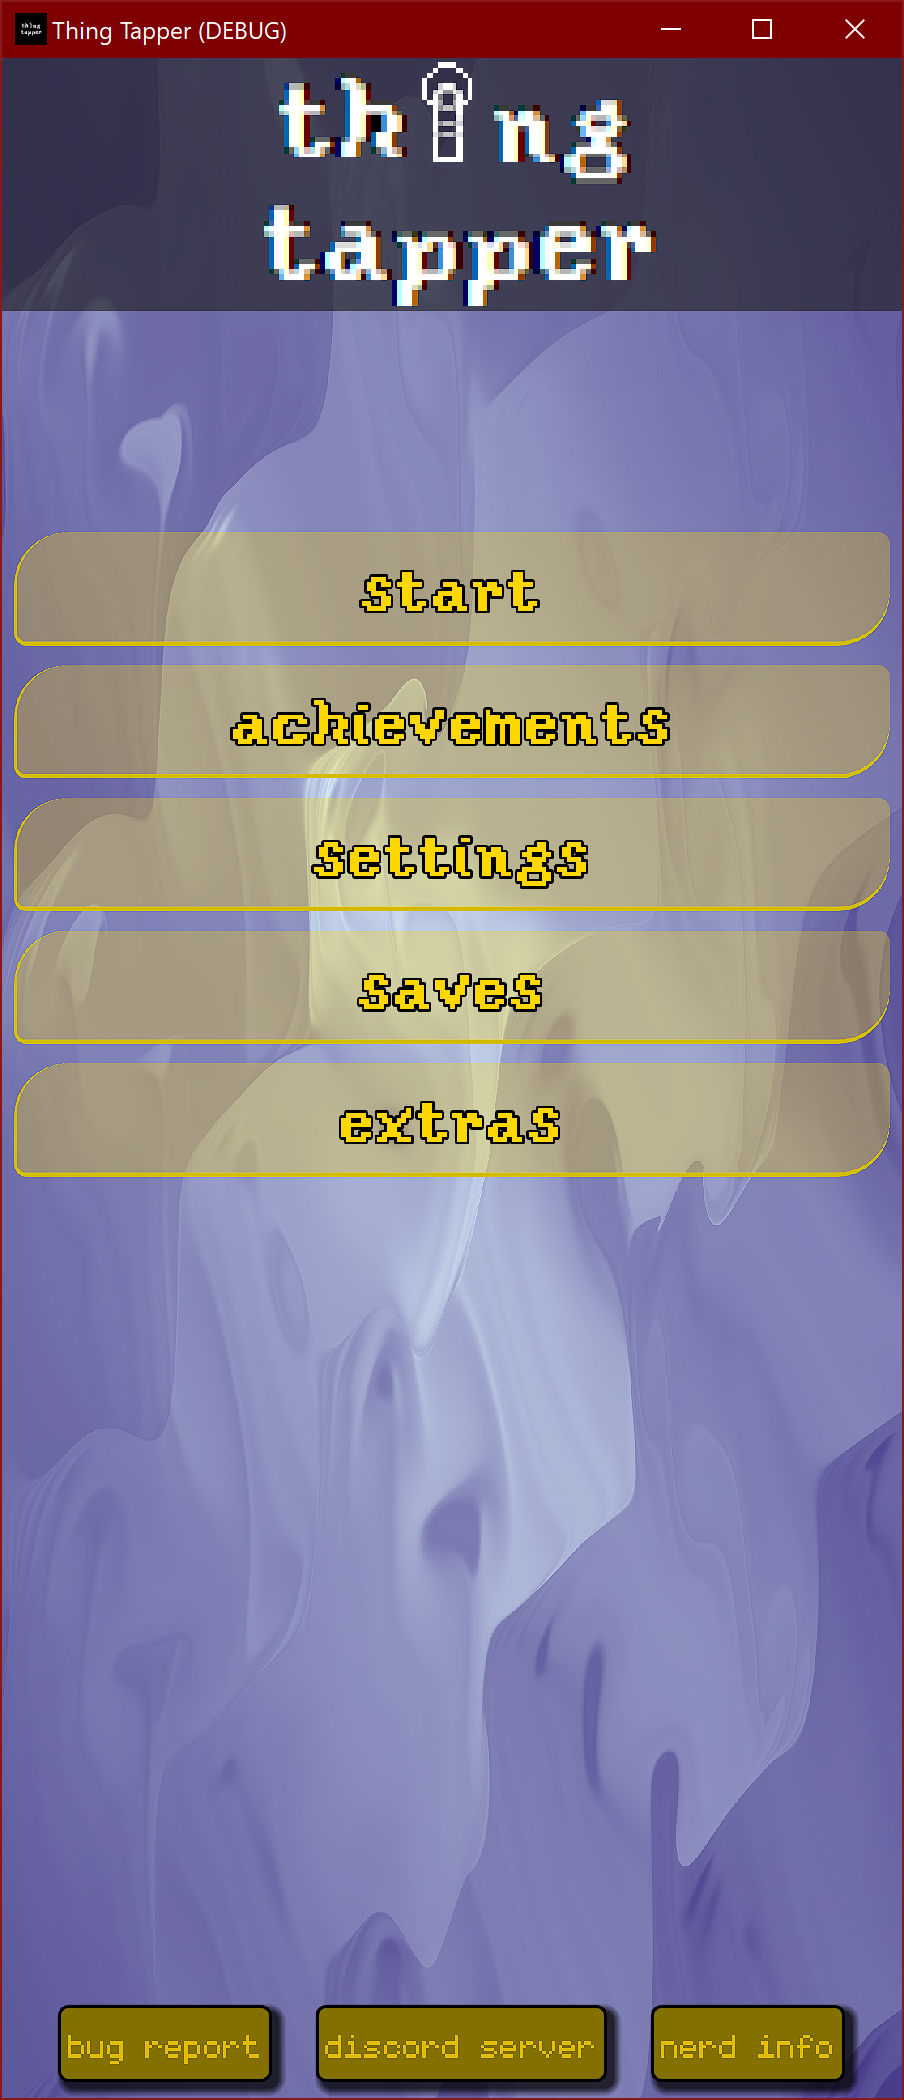 Thing Tapper (DEBUG)
thing
tapper
start
achievements
settings
saves
extras
bug report
discord server
nerd info